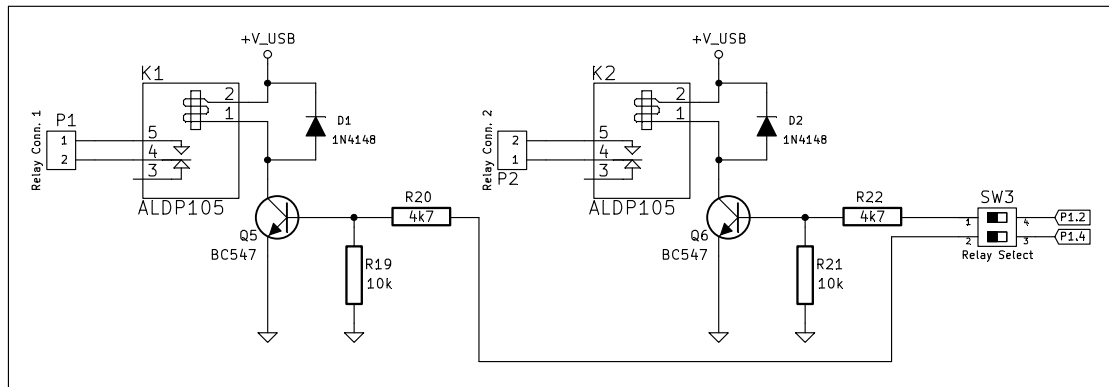 +V_USB
K1
2
1
P1
1
2
Relay Conn. 1
5
4
3
ALDP105
D1
1N4148
Q5
BC547
R20
4k7
R19
10k
+V_USB
K2
2
1
2
1
P2
Relay Conn. 2
5
4
3
ALDP105
D2
1N4148
Q6
BC547
R22
4k7
R21
10k
SW3
1
4
P1.2
2
3
P1.4
Relay Select